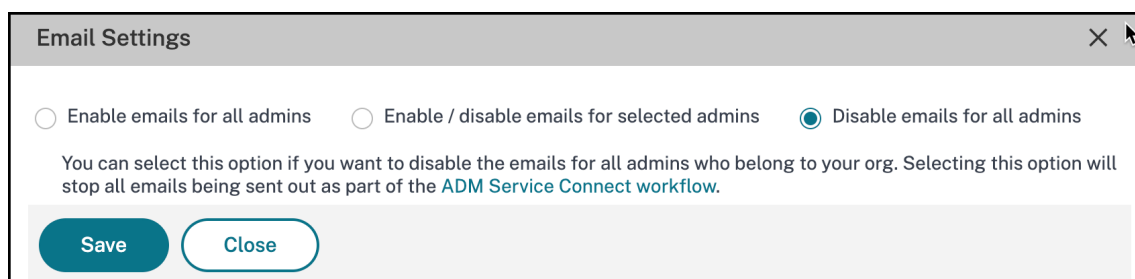 Email Settings
Enable emails for all admins
Enable / disable emails for selected admins
Disable emails for all admins
You can select this option if you want to disable the emails for all admins who belong to your org. Selecting this option will
stop all emails being sent out as part of the ADM Service Connect workflow.
Save
Close